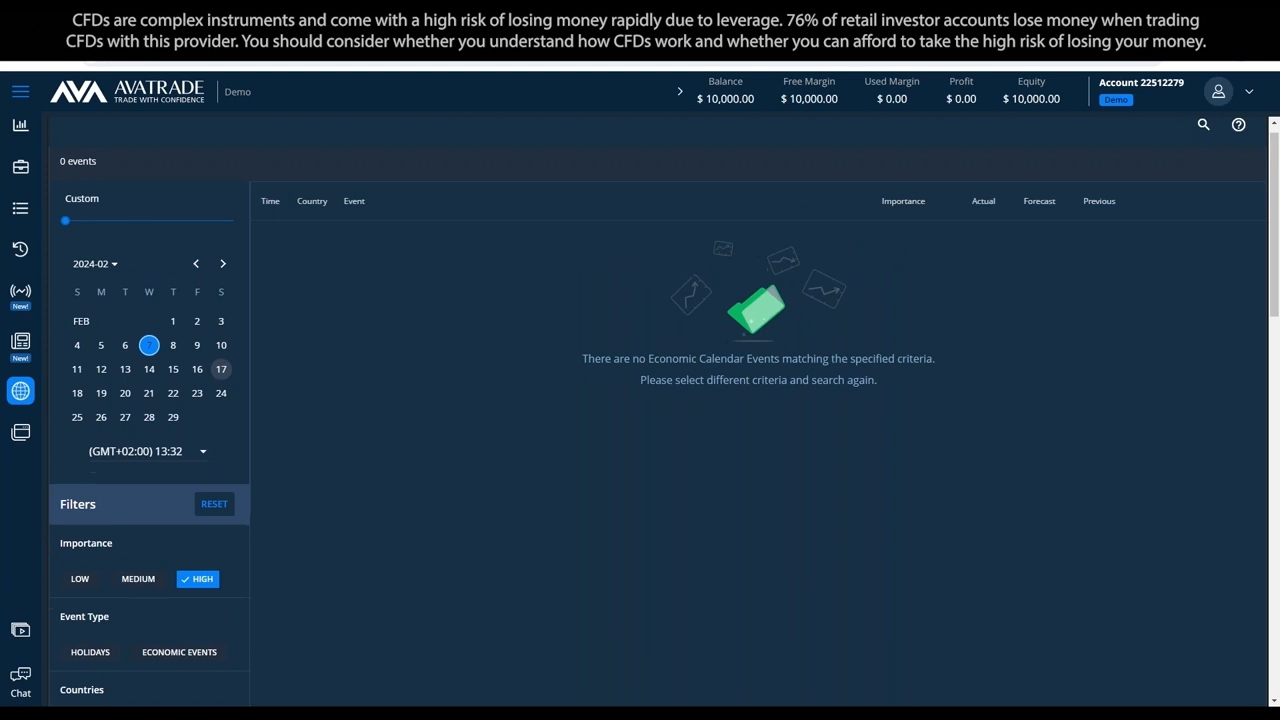 CFDs are complex instruments and come with a high risk of losing money rapidly due to leverage. 76% of retail investor accounts lose money when trading
CFDs with this provider. You should consider whether you understand how CFDs work and whether you can afford to take the high risk of losing your money.
AVA AVATRADE
TRADE WITH CONFIDENCE
Demo
Balance Free Margin Used Margin Profit Equity
$ 10,000.00 $ 10,000.00 $ 0.00 $ 0.00 $ 10,000.00
Account 22512279
Demo
0 events
Custom
Time Country Event Importance Actual Forecast Previous
2024-02
S M T W T F S
FEB 1 2 3
4 5 6 7 8 9 10
11 12 13 14 15 16 17
18 19 20 21 22 23 24
25 26 27 28 29
(GMT+02:00) 13:32
There are no Economic Calendar Events matching the specified criteria.
Please select different criteria and search again.
New!
New!
Filters RESET
Importance
LOW MEDIUM HIGH
Event Type
HOLIDAYS ECONOMIC EVENTS
Countries
Chat